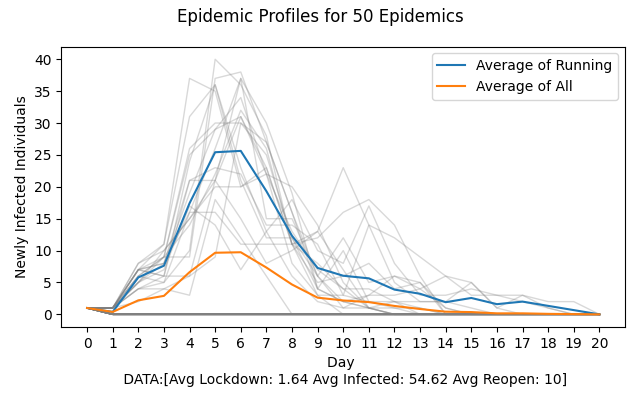 Epidemic Profiles for 50 Epidemics
Newly Infected Individuals
40
35
30
25
20
15
10
5
0
Average of Running
Average of All
0 1 2 3 4 5 6 7 8 9 10 11 12 13 14 15 16 17 18 19 20
Day
DATA:[Avg Lockdown: 1.64 Avg Infected: 54.62 Avg Reopen: 10]